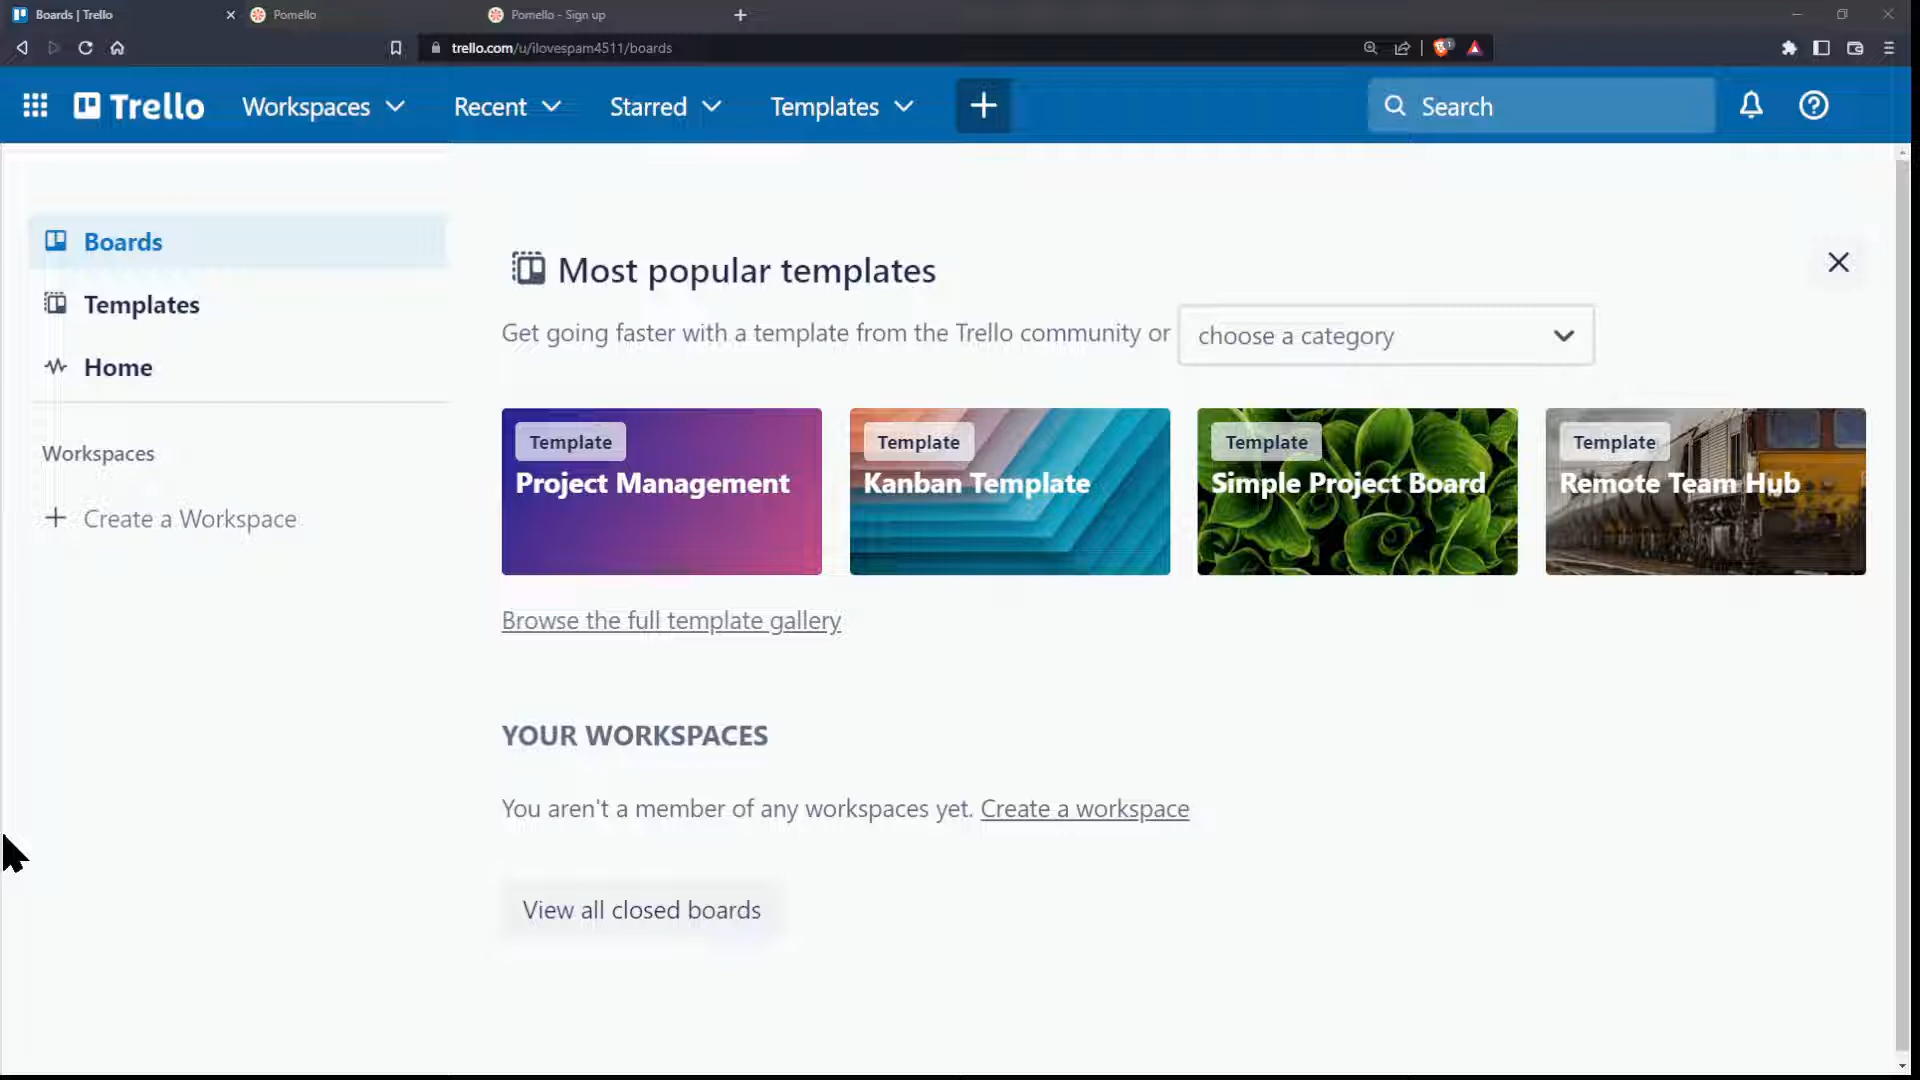 Boards | Trello
Pomello
Pomello - Sign up
trello.com/u/ilovespam4511/boards
1
Trello
Workspaces
Recent
Starred
Templates
Search
Boards
Templates
Home
Workspaces
Create a Workspace
Most popular templates
Get going faster with a template from the Trello community or
choose a category
Template
Project Management
Template
Kanban Template
Template
Simple Project Board
Template
Remote Team Hub
Browse the full template gallery
YOUR WORKSPACES
You aren't a member of any workspaces yet. Create a workspace
View all closed boards